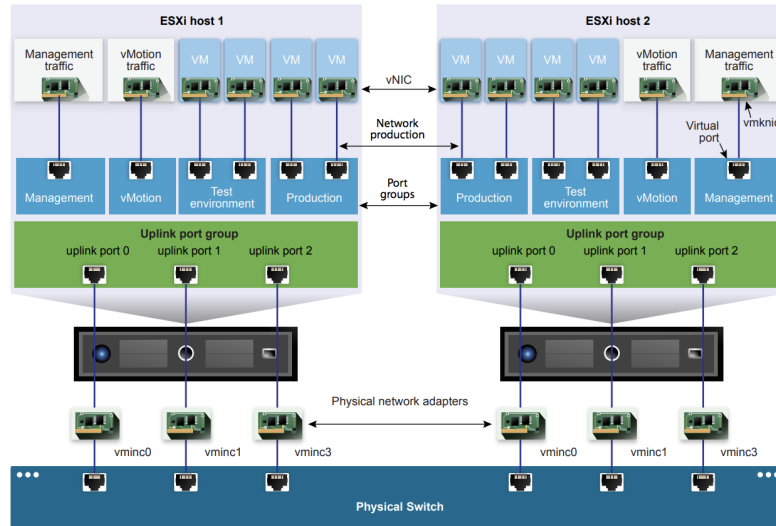 ESXi host 1
ESXi host 2
Management traffic
vMotion traffic
VM
VM
VM
VM
vNIC
VM
VM
VM
VM
vMotion traffic
Management traffic
Network production
Virtual port
vmknic
Management
vMotion
Test environment
Production
Port groups
Production
Test environment
vMotion
Management
Uplink port group
uplink port 0
uplink port 1
uplink port 2
Uplink port group
uplink port 0
uplink port 1
uplink port 2
Physical network adapters
vminc0
vminc1
vminc3
vminc0
vminc1
vminc3
Physical Switch